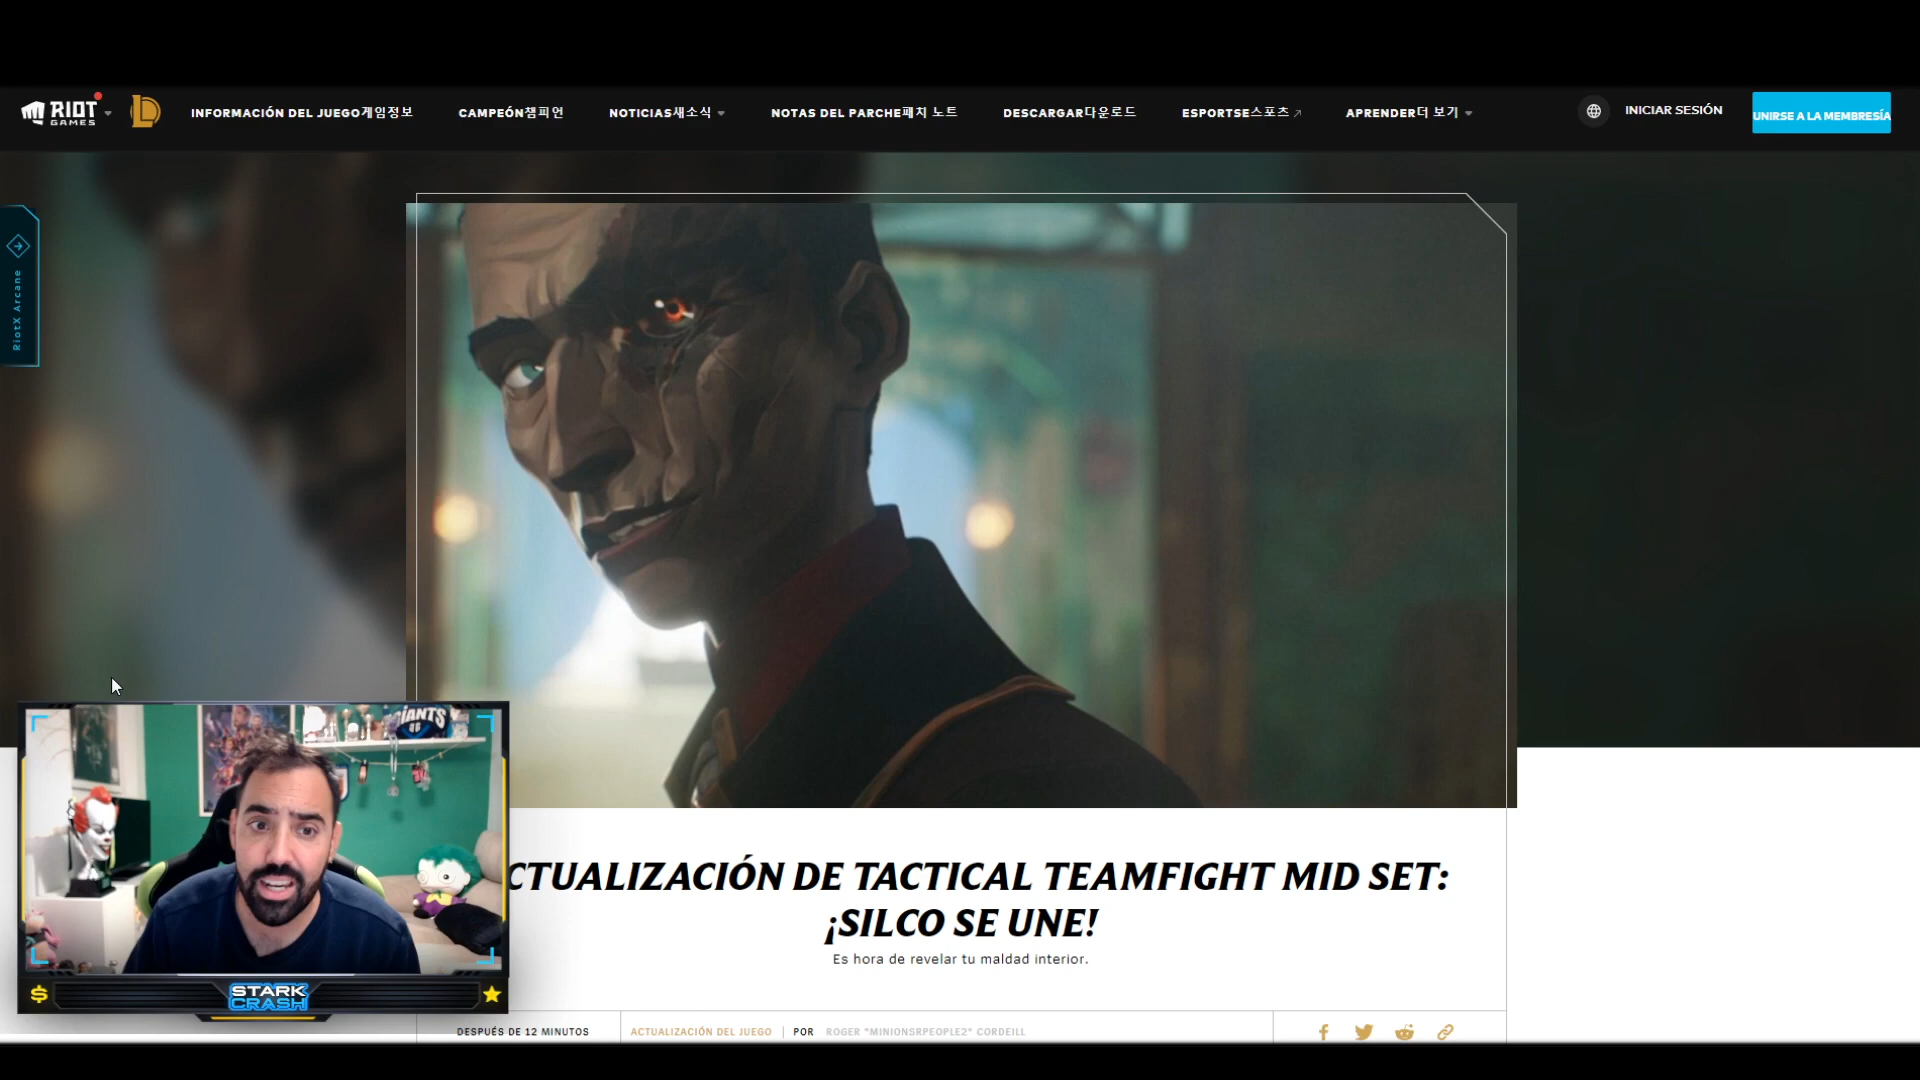 RIOT GAMES
INFORMACIÓN DEL JUEGO게임정보 CAMPEÓN챔피언 NOTICIAS새소식 NOTAS DEL PARCHE패치 노트 DESCARGAR다운로드 ESPORTSE스포츠 APRENDER더 보기 INICIAR SESIÓN UNIRSE A LA MEMBRESÍA
RiotX Arcane
GIANTS
STARK
CRASH
CTUALIZACIÓN DE TACTICAL TEAMFIGHT MID SET:
¡SILCO SE UNE!
Es hora de revelar tu maldad interior.
DESPUÉS DE 12 MINUTOS ACTUALIZACIÓN DEL JUEGO | POR ROGER "MINIONSRPEOPLE2" CORDEILL